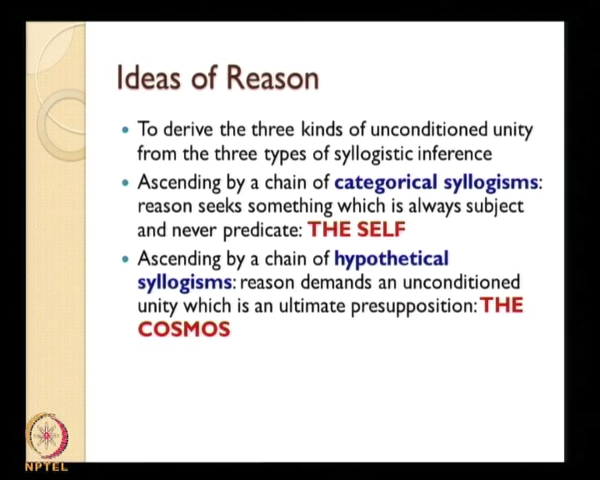 Ideas of Reason
• To derive the three kinds of unconditioned unity
from the three types of syllogistic inference
• Ascending by a chain of categorical syllogisms:
reason seeks something which is always subject
and never predicate: THE SELF
• Ascending by a chain of hypothetical
syllogisms: reason demands an unconditioned
unity which is an ultimate presupposition: THE
COSMOS
NPTEL